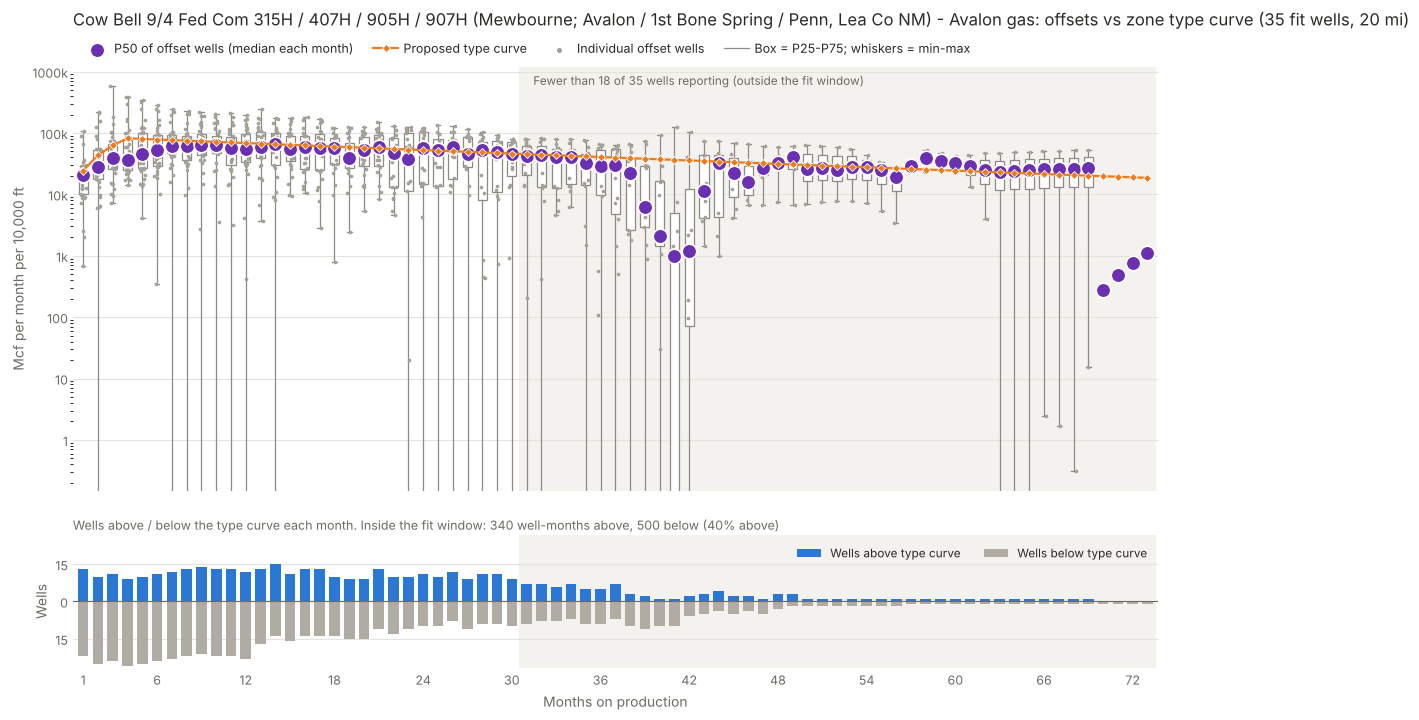 Cow Bell 9/4 Fed Com 315H / 407H / 905H / 907H (Mewbourne; Avalon / 1st Bone Spring / Penn, Lea Co NM) - Avalon gas: offsets vs zone type curve (35 fit wells, 20 mi)
P50 of offset wells (median each month)
Proposed type curve
Individual offset wells
Box = P25-P75; whiskers = min-max
Fewer than 18 of 35 wells reporting (outside the fit window)
1000k
100k
10k
1k
100
10
1
Mcf per month per 10,000 ft
Wells above / below the type curve each month. Inside the fit window: 340 well-months above, 500 below (40% above)
Wells above type curve
Wells below type curve
15
0
15
Wells
1 6 12 18 24 30 36 42 48 54 60 66 72
Months on production